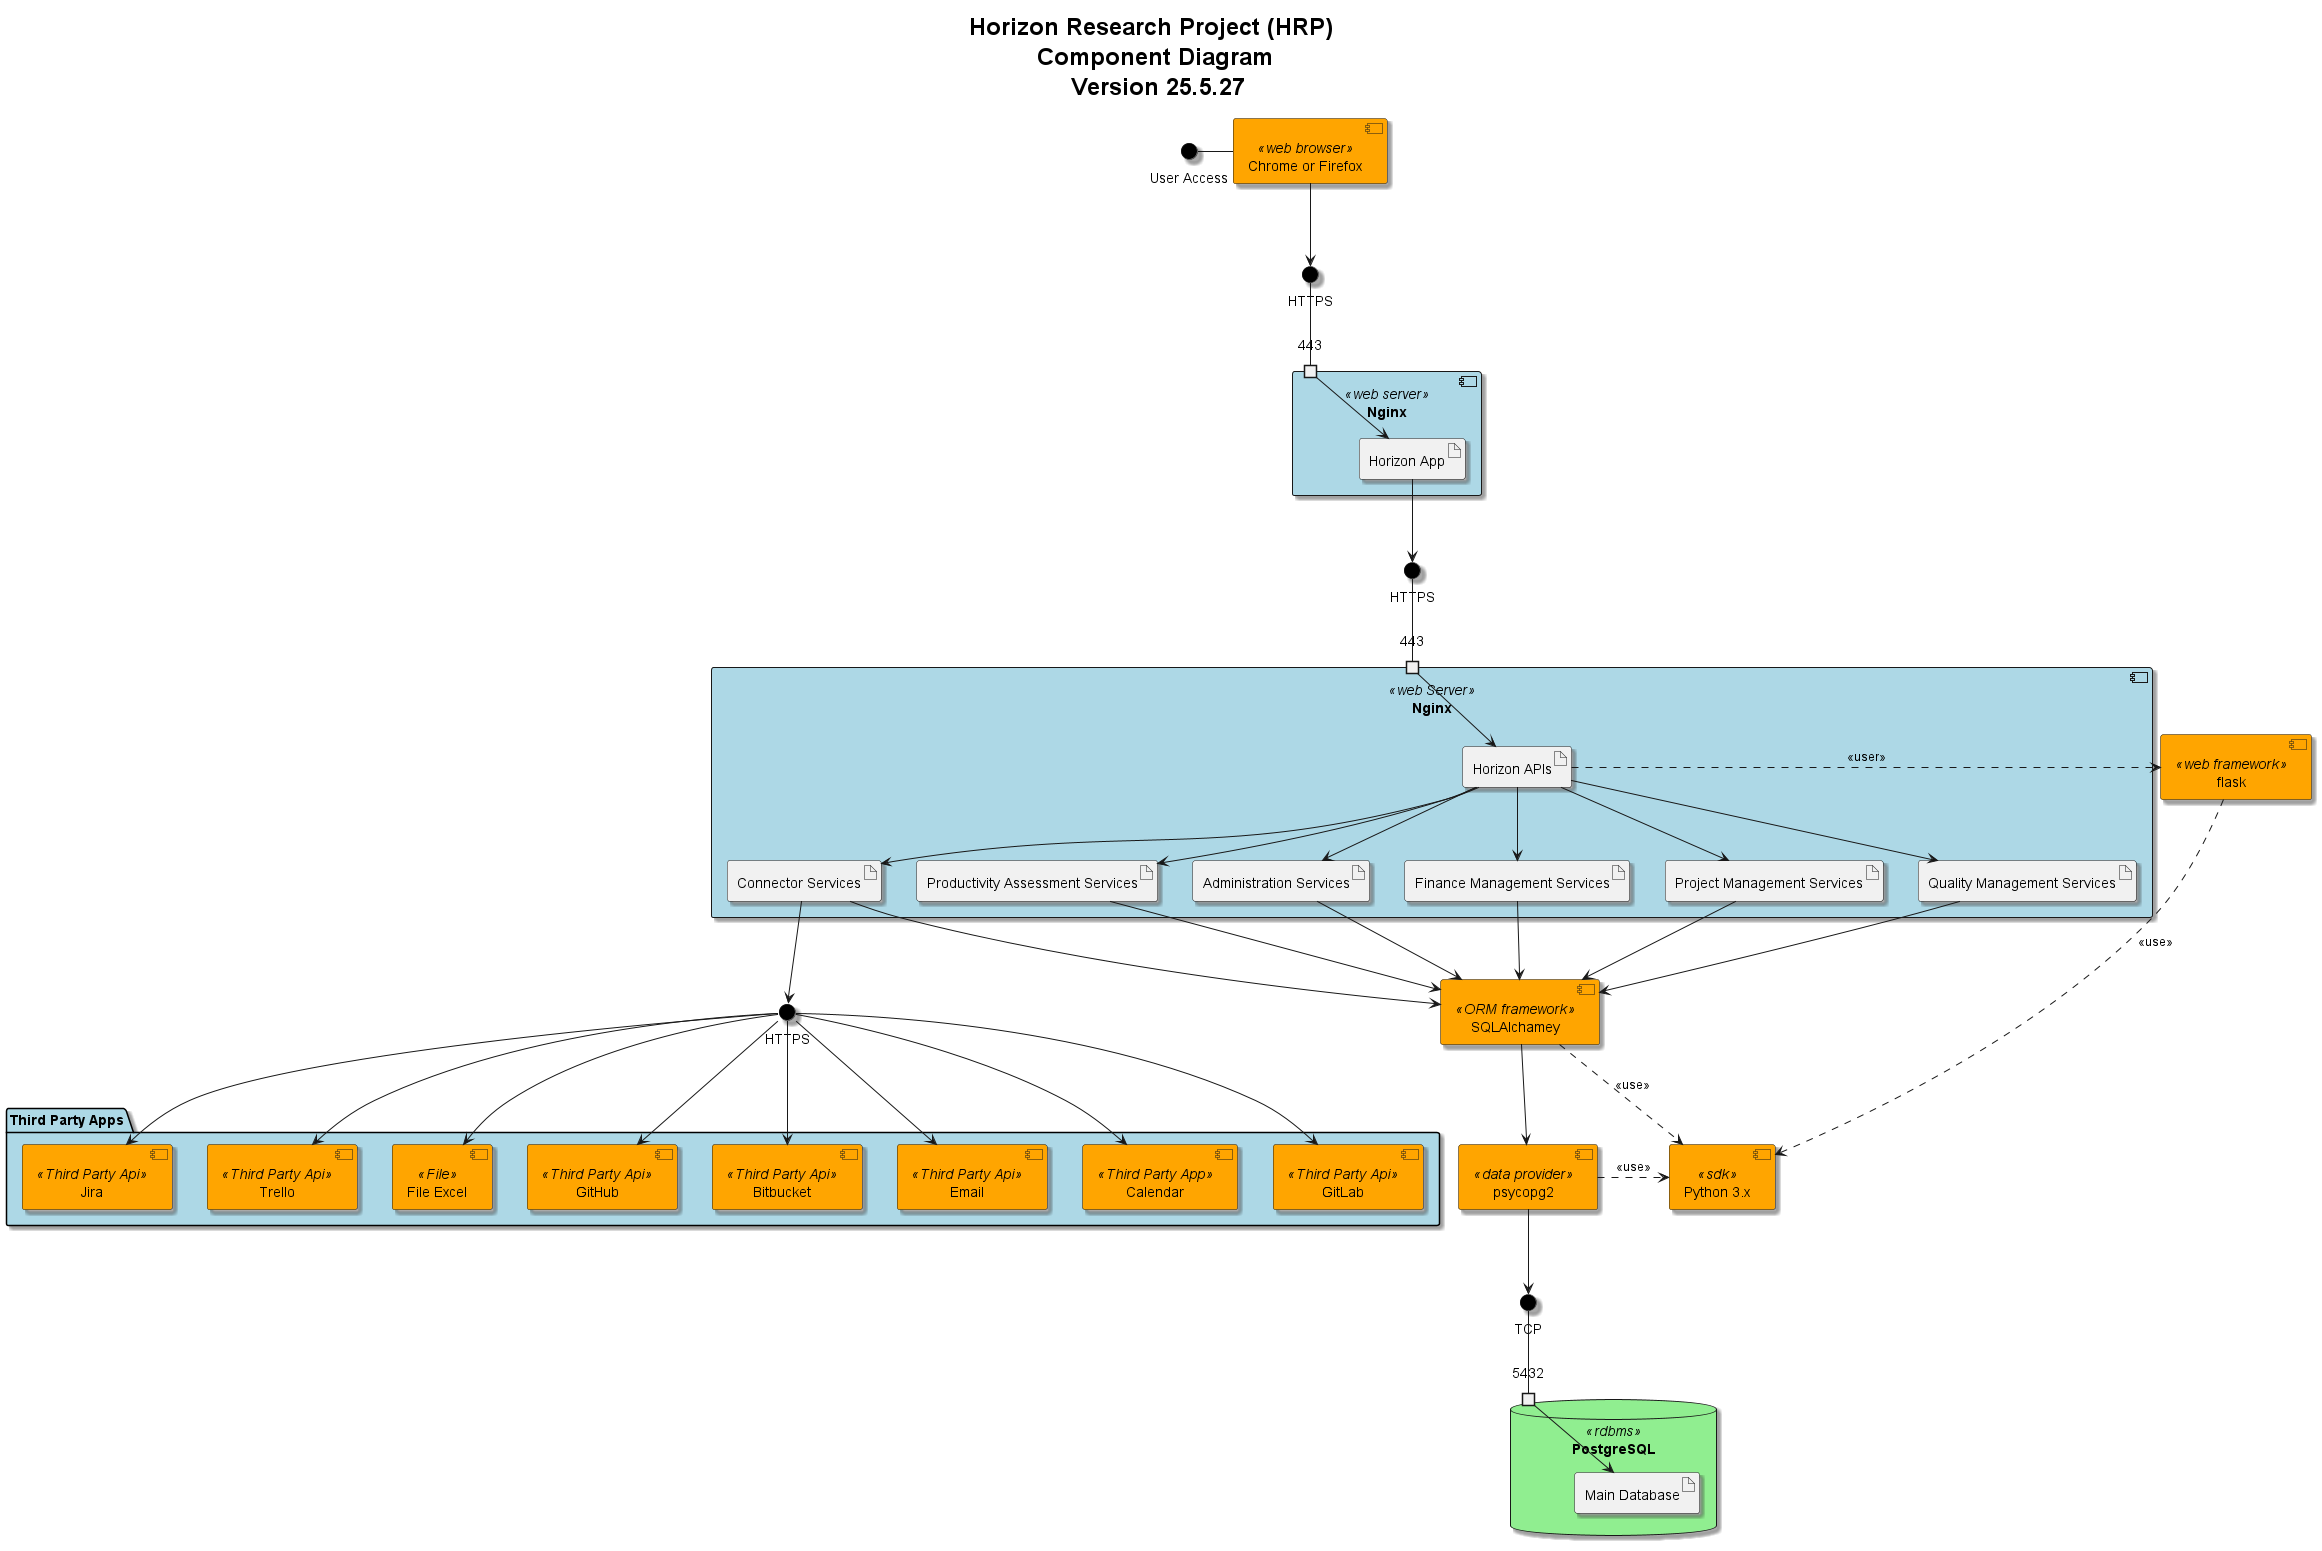 Horizon Research Project (HRP)
Component Diagram
Version 25.5.27
«web browser»
Chrome or Firefox
User Access
HTTPS
443
«web server»
Nginx
Horizon App
HTTPS
443
«web Server»
Nginx
Horizon APIs
«user»
«web framework»
flask
Connector Services
Productivity Assessment Services
Administration Services
Finance Management Services
Project Management Services
Quality Management Services
«use»
«ORM framework»
SQLAlchamey
HTTPS
«use»
Third Party Apps
«Third Party Api»
Jira
«Third Party Api»
Trello
«File»
File Excel
«Third Party Api»
GitHub
«Third Party Api»
Bitbucket
«Third Party Api»
Email
«Third Party App»
Calendar
«Third Party Api»
GitLab
«data provider»
psycopg2
«use»
«sdk»
Python 3.x
TCP
5432
«rdbms»
PostgreSQL
Main Database